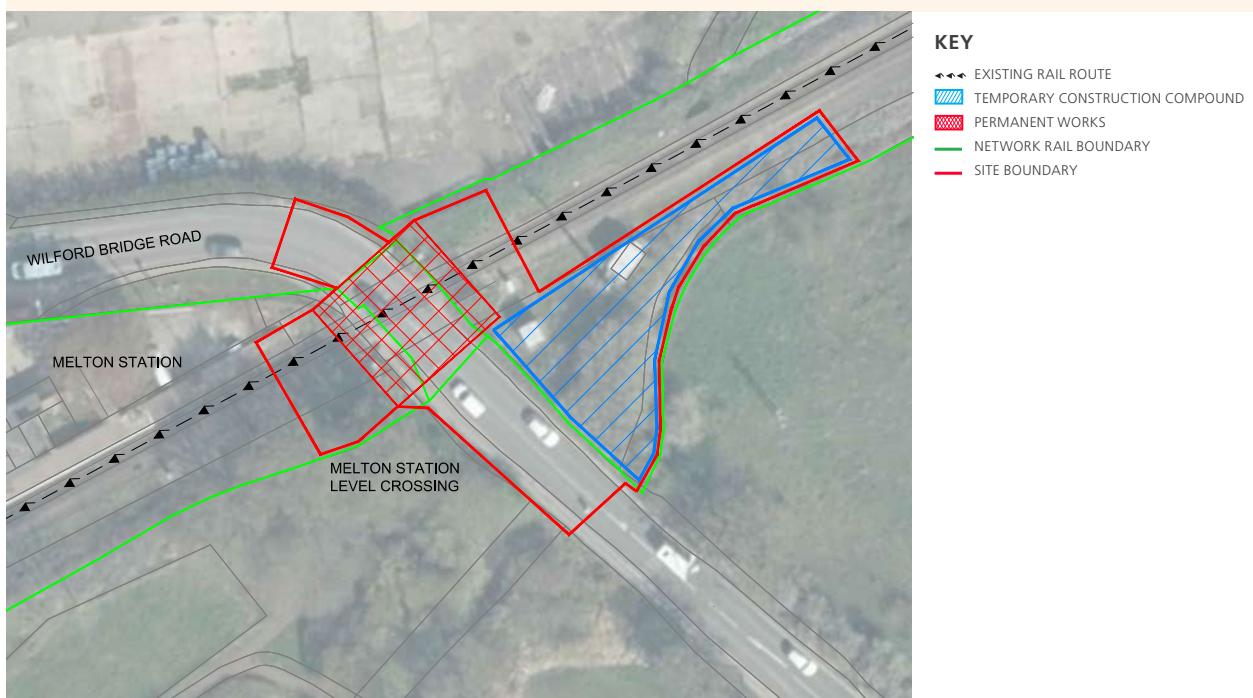 WILFORD BRIDGE ROAD
MELTON STATION
MELTON STATION
LEVEL CROSSING
KEY
EXISTING RAIL ROUTE
TEMPORARY CONSTRUCTION COMPOUND
PERMANENT WORKS
NETWORK RAIL BOUNDARY
SITE BOUNDARY